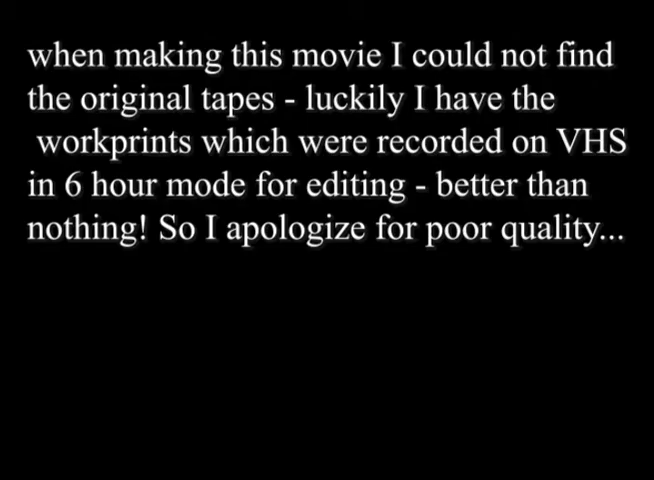 when making this movie I could not find
the original tapes - luckily I have the
workprints which were recorded on VHS
in 6 hour mode for editing - better than
nothing! So I apologize for poor quality...